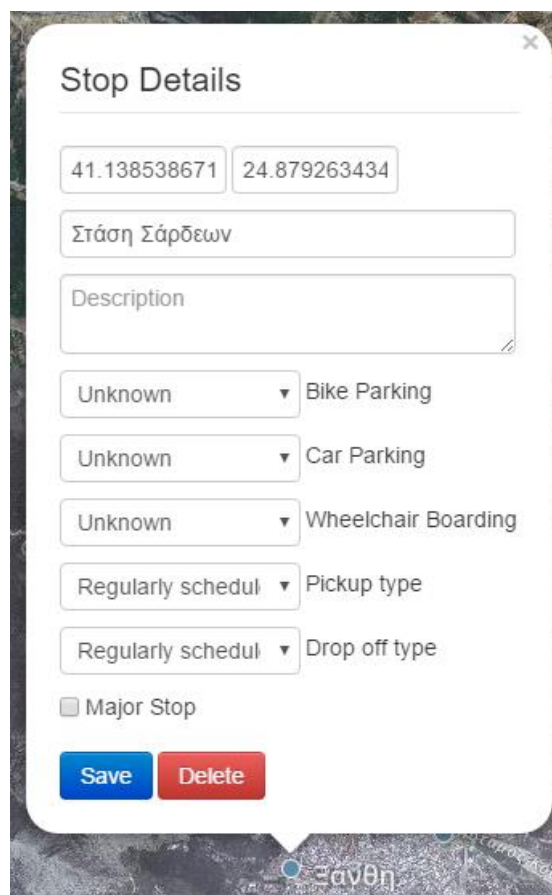 ×
Stop Details
41.138538671 24.879263434
Στάση Σάρδεων
Description
Unknown ▼ Bike Parking
Unknown ▼ Car Parking
Unknown ▼ Wheelchair Boarding
Regularly schedul ▼ Pickup type
Regularly schedul ▼ Drop off type
Major Stop
Save Delete
Ξανθη